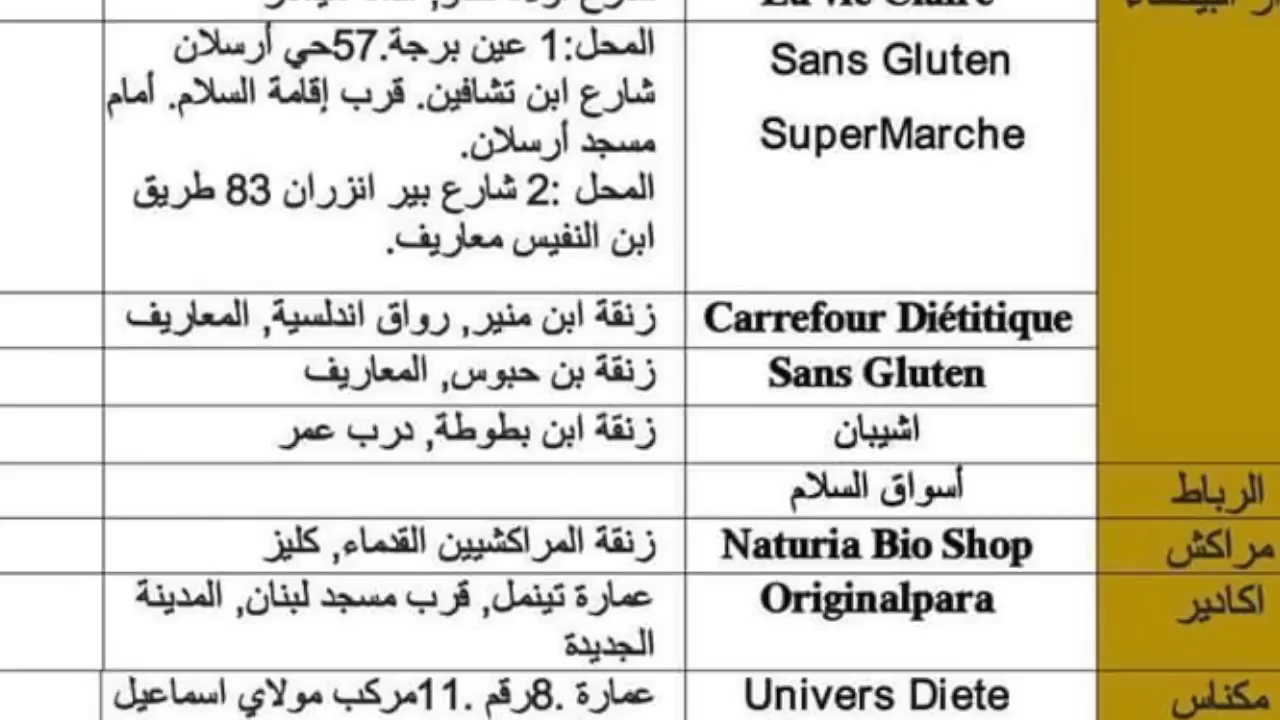 La vie Claire
Sans Gluten
SuperMarche
المحل:1 عين برجة.57حي أرسلان
شارع ابن تشافين. قرب إقامة السلام. أمام
مسجد أرسلان.
المحل :2 شارع بير انزران 83 طريق
ابن النفيس معاريف.
Carrefour Diétitique
زنقة ابن منير, رواق اندلسية, المعاريف
Sans Gluten
زنقة بن حبوس, المعاريف
اشيبان
زنقة ابن بطوطة, درب عمر
الرباط
أسواق السلام
مراكش
Naturia Bio Shop
زنقة المراكشيين القدماء, كليز
اكادير
Originalpara
عمارة تينمل, قرب مسجد لبنان, المدينة
الجديدة
مكناس
Univers Diete
عمارة .8رقم .11مركب مولاي اسماعيل